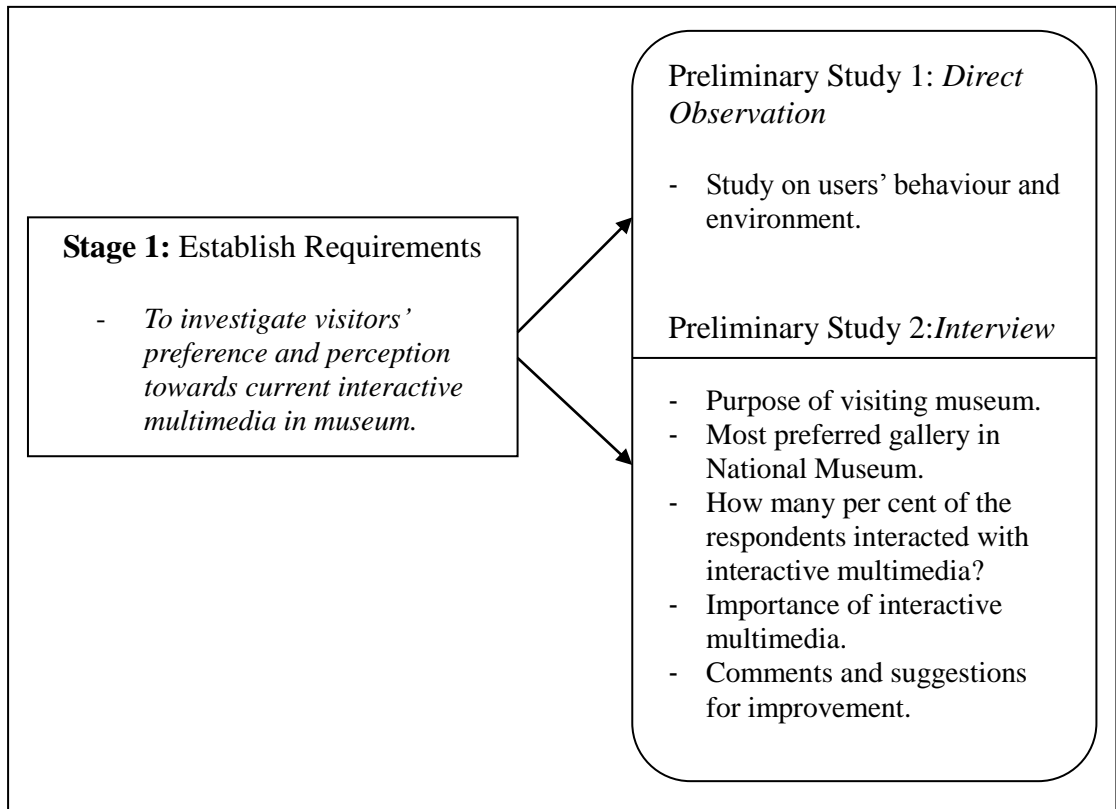 Stage 1: Establish Requirements
- To investigate visitors’
preference and perception
towards current interactive
multimedia in museum.
Preliminary Study 1: Direct
Observation
- Study on users’ behaviour and
environment.
Preliminary Study 2:Interview
- Purpose of visiting museum.
- Most preferred gallery in
National Museum.
- How many per cent of the
respondents interacted with
interactive multimedia?
- Importance of interactive
multimedia.
- Comments and suggestions
for improvement.